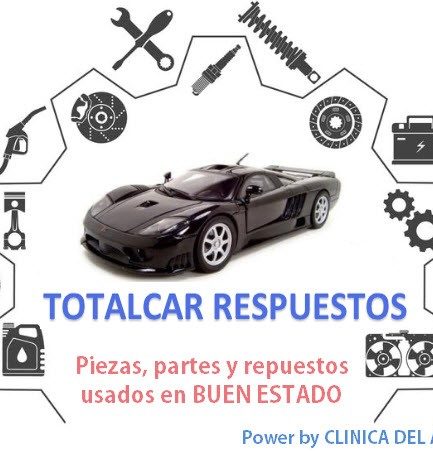 TOTALCAR RESPUESTOS
Piezas, partes y repuestos
usados en BUEN ESTADO
Power by CLINICA DEL A